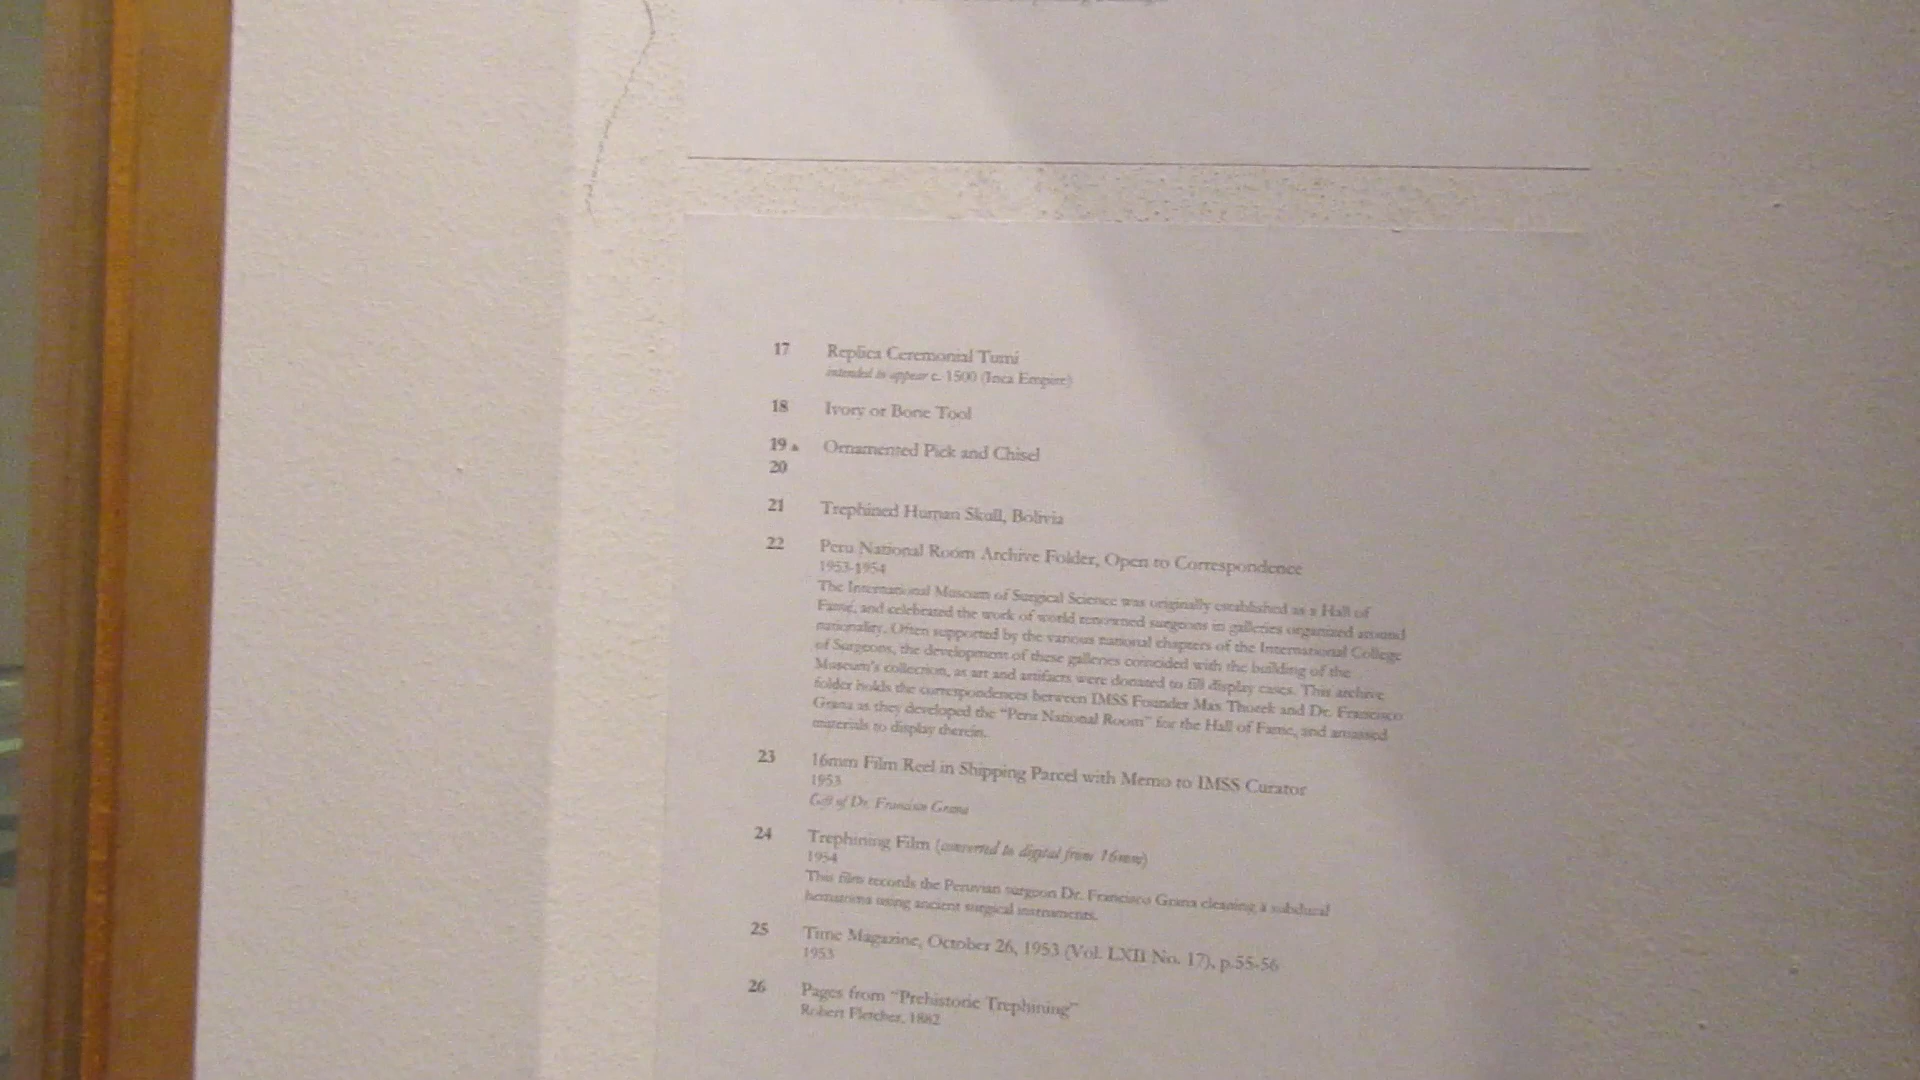 17 Replica Ceremonial Tumi
intended to appear c. 1500 (Inca Empire)
18 Ivory or Bone Tool
19 & Ornamented Pick and Chisel
20
21 Trephined Human Skull, Bolivia
22 Peru National Room Archive Folder, Open to Correspondence
1953-1954
The International Museum of Surgical Science was originally established as a Hall of
Fame, and celebrated the work of world renowned surgeons in galleries organized around
nationality. Often supported by the various national chapters of the International College
of Surgeons, the development of these galleries coincided with the building of the
Museum's collection, as art and artifacts were donated to fill display cases. This archive
folder holds the correspondences between IMSS Founder Max Thorek and Dr. Francisco
Grana as they developed the "Peru National Room" for the Hall of Fame, and amassed
materials to display therein.
23 16mm Film Reel in Shipping Parcel with Memo to IMSS Curator
1953
Gift of Dr. Francisco Grana
24 Trephining Film (converted to digital from 16mm)
1954
This film records the Peruvian surgeon Dr. Francisco Grana cleaning a subdural
hematoma using ancient surgical instruments.
25 Time Magazine, October 26, 1953 (Vol. LXII No. 17), p.55-56
1953
26 Pages from "Prehistoric Trephining"
Robert Fletcher, 1882